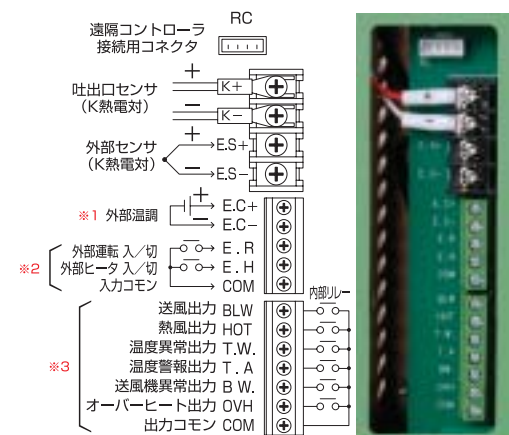 RC
遠隔コントローラ
接続用コネクタ
吐出口センサ
(K熱電対)
+ K+
− K−
外部センサ
(K熱電対)
+ E.S+
− E.S−
※1 外部温調
+ E.C+
− E.C−
※2
外部運転 入/切 E.R
外部ヒータ 入/切 E.H
入力コモン COM
内部リレー
※3
送風出力 BLW
熱風出力 HOT
温度異常出力 T.W.
温度警報出力 T.A
送風機異常出力 B W.
オーバーヒート出力 OVH
出力コモン COM